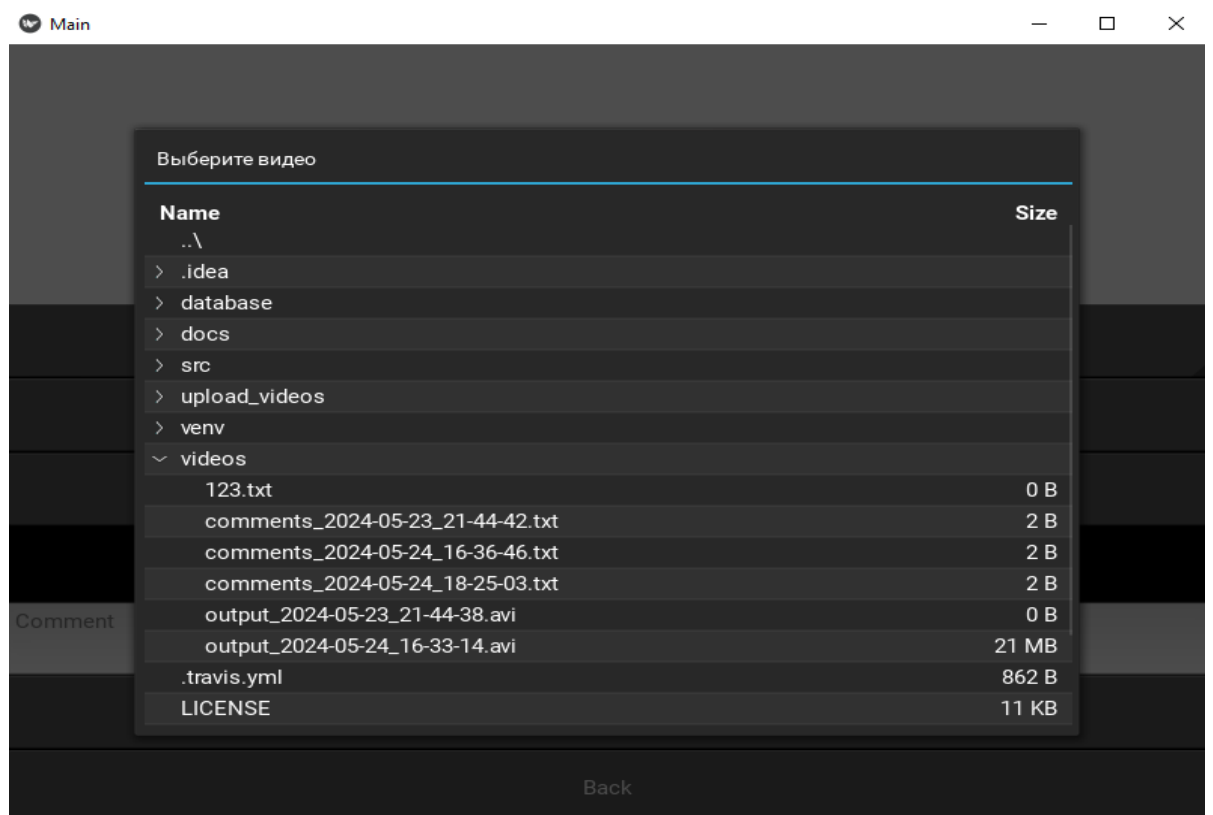 Main
Выберите видео
Name Size
..\
.idea
database
docs
src
upload_videos
venv
videos
123.txt 0 B
comments_2024-05-23_21-44-42.txt 2 B
comments_2024-05-24_16-36-46.txt 2 B
comments_2024-05-24_18-25-03.txt 2 B
output_2024-05-23_21-44-38.avi 0 B
Comment
output_2024-05-24_16-33-14.avi 21 MB
.travis.yml 862 B
LICENSE 11 KB
Back